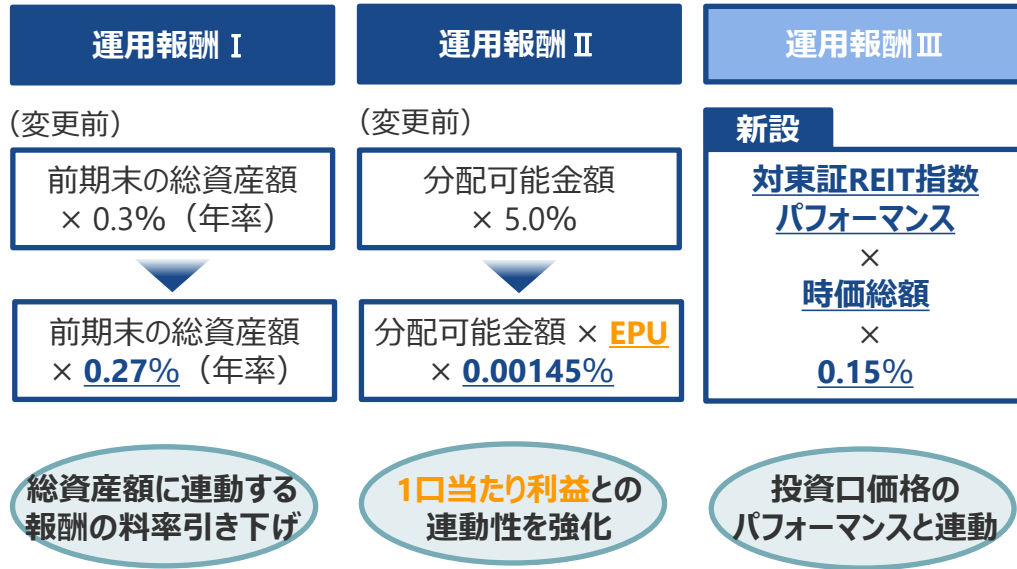 運用報酬Ⅰ
(変更前)
前期末の総資産額
× 0.3%（年率）
前期末の総資産額
× 0.27%（年率）
総資産額に連動する
報酬の料率引き下げ
運用報酬Ⅱ
(変更前)
分配可能金額
× 5.0%
分配可能金額 × EPU
× 0.00145%
1口当たり利益との
連動性を強化
運用報酬Ⅲ
新設
対東証REIT指数
パフォーマンス
×
時価総額
×
0.15%
投資口価格の
パフォーマンスと連動